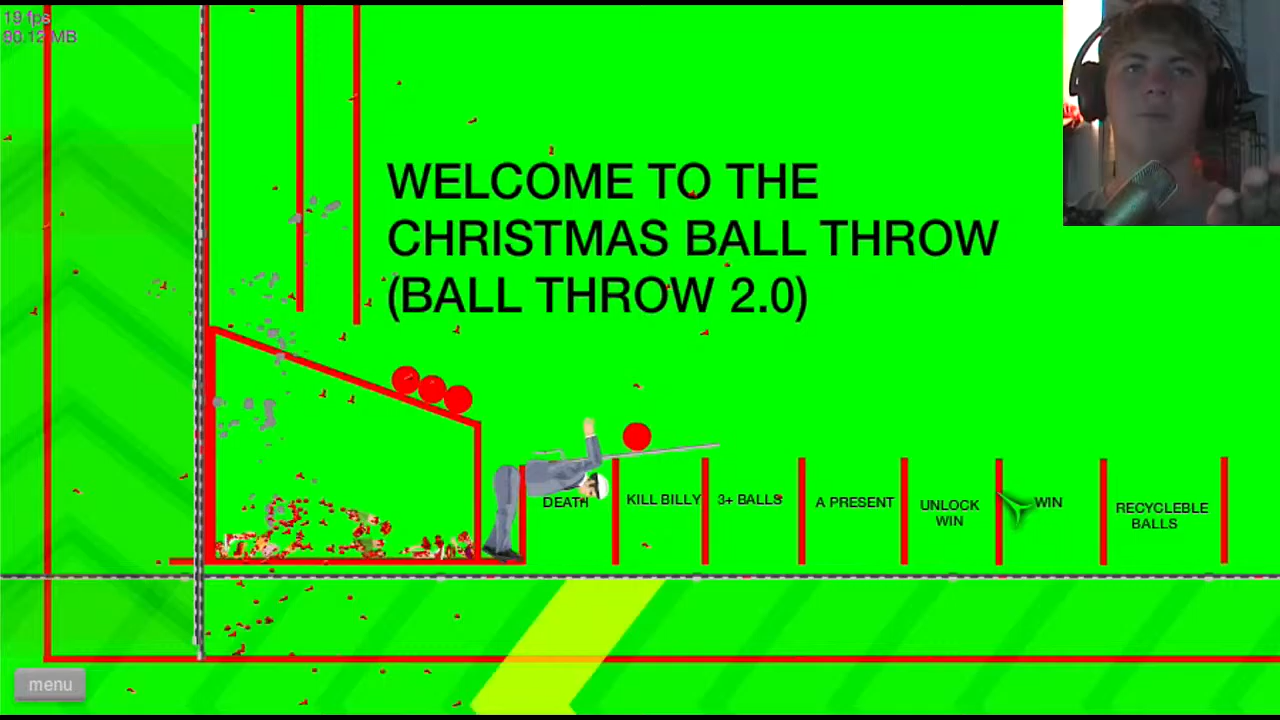 19 fps
90.12 MB
WELCOME TO THE
CHRISTMAS BALL THROW
(BALL THROW 2.0)
DEATH
KILL BILLY
3+ BALLS
A PRESENT
UNLOCK
WIN
WIN
RECYCLEBLE
BALLS
menu